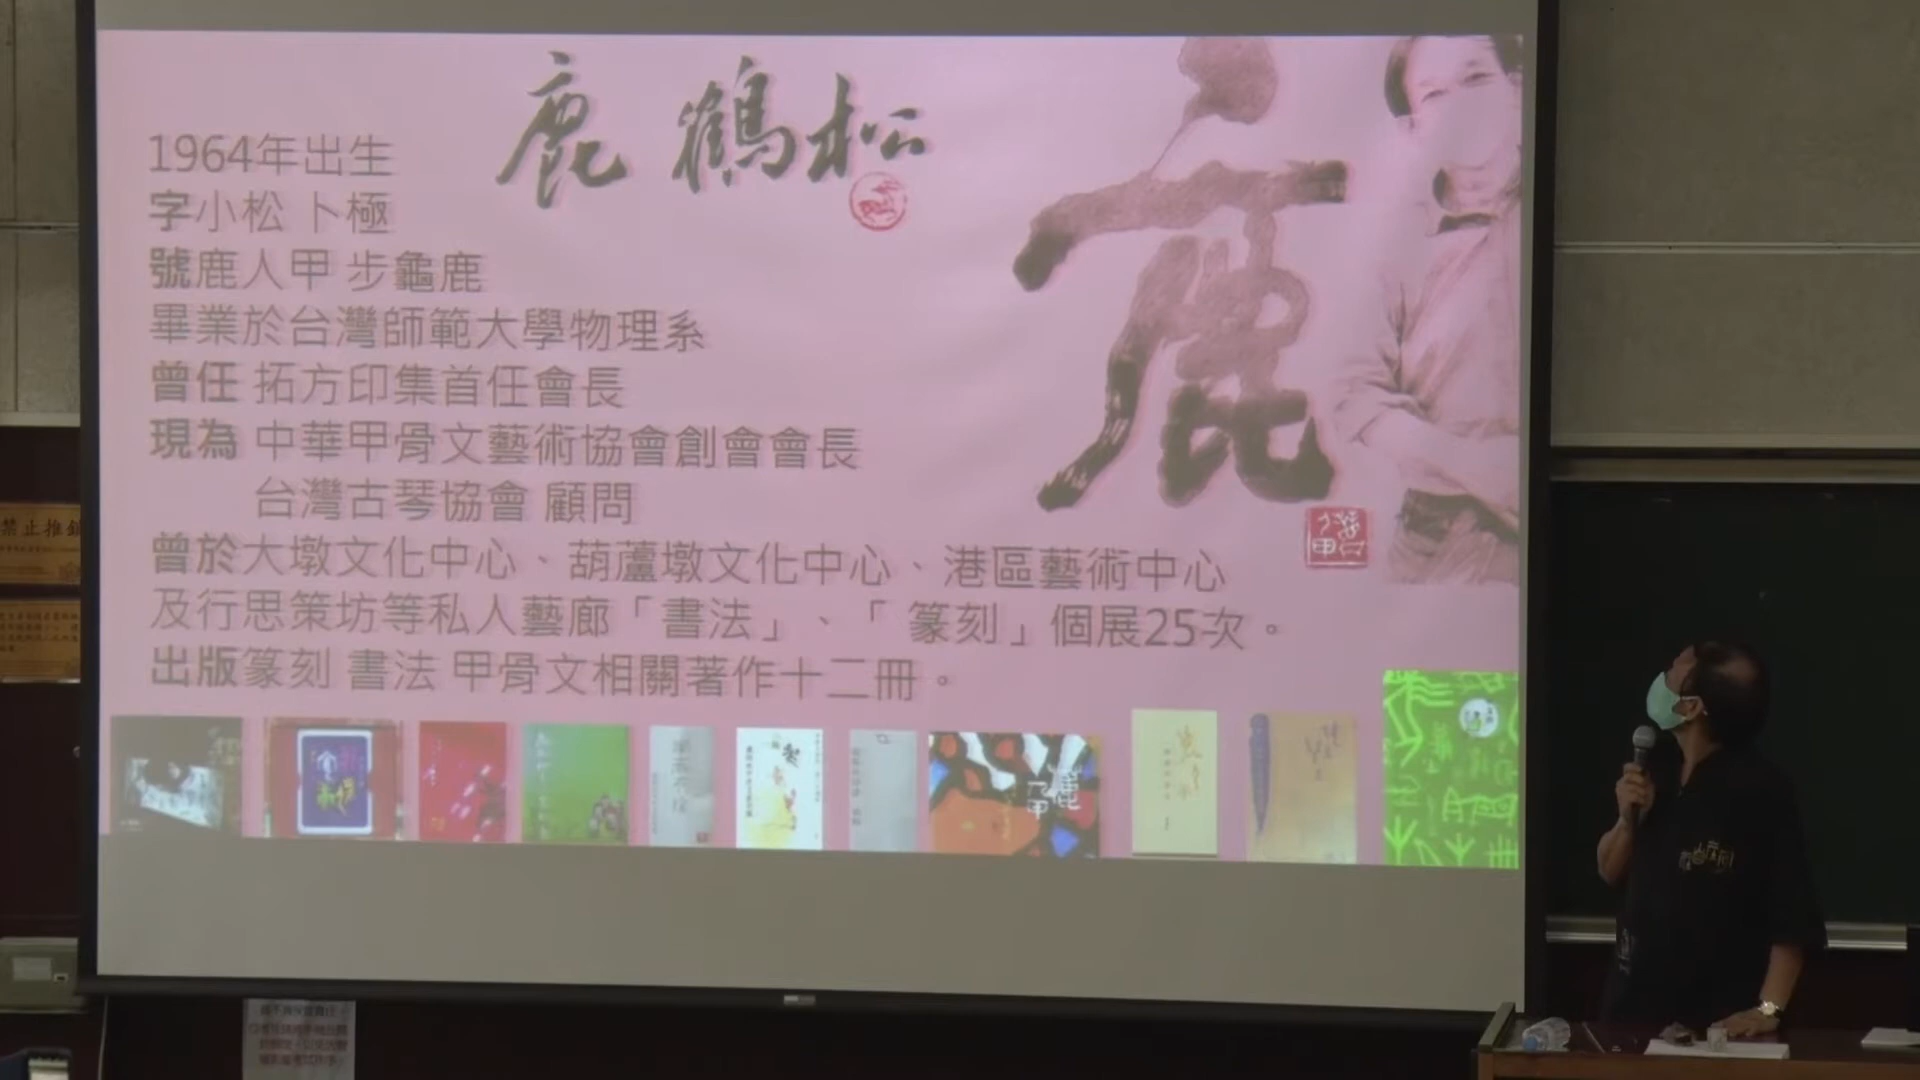 鹿 鶴松
1964年出生
字小松 卜極
號鹿人甲 步龜鹿
畢業於台灣師範大學物理系
曾任 拓方印集首任會長
現為 中華甲骨文藝術協會創會會長
台灣古琴協會 顧問
曾於大墩文化中心、葫蘆墩文化中心、港區藝術中心
及行思策坊等私人藝廊「書法」、「 篆刻」個展25次。
出版篆刻 書法 甲骨文相關著作十二冊。
鹿
禁止推銷